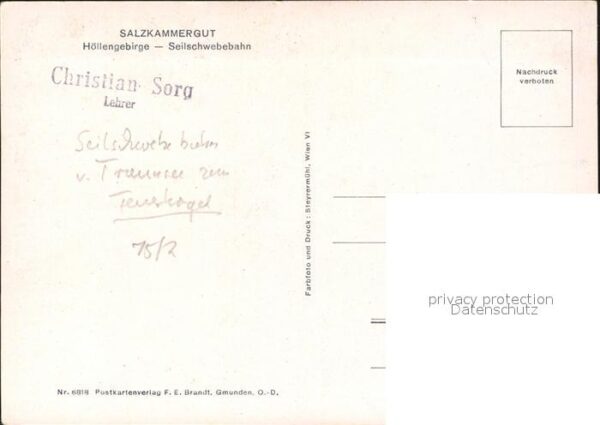 SALZKAMMERGUT
Höllengebirge — Seilschwebebahn
Christian Sorg
Lehrer
Nachdruck
verboten
Seilschwebebahn
v. Traunsee zum
Feuerkogel
15/2
Farbfoto und Druck: Steyrermühl, Wien VI
privacy protection
Datenschutz
Nr. 6818 Postkartenverlag F. E. Brandt, Gmunden, O.-D.